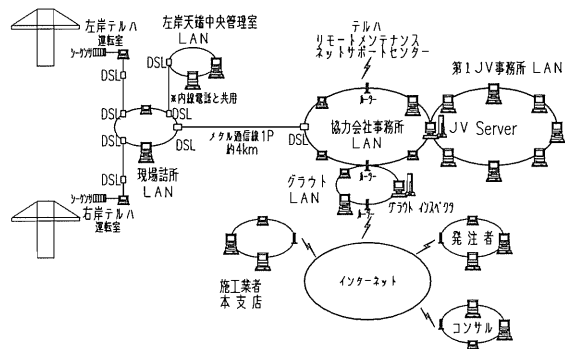 左岸テルハ
運転室
シーケンサ
DSL
左岸天端中央管理室
LAN
DSL
※内線電話と共用
DSL
DSL
DSL
メタル通信線1P
約4km
DSL
DSL
DSL
現場詰所
LAN
シーケンサ
右岸テルハ
運転室
テルハ
リモートメンテナンス
ネットサポートセンター
ルーター
協力会社事務所
LAN
ルーター
第1JV事務所 LAN
JV Server
グラウト
LAN
グラウト インスペクタ
ルーター
施工業者
本支店
インターネット
発注者
コンサル